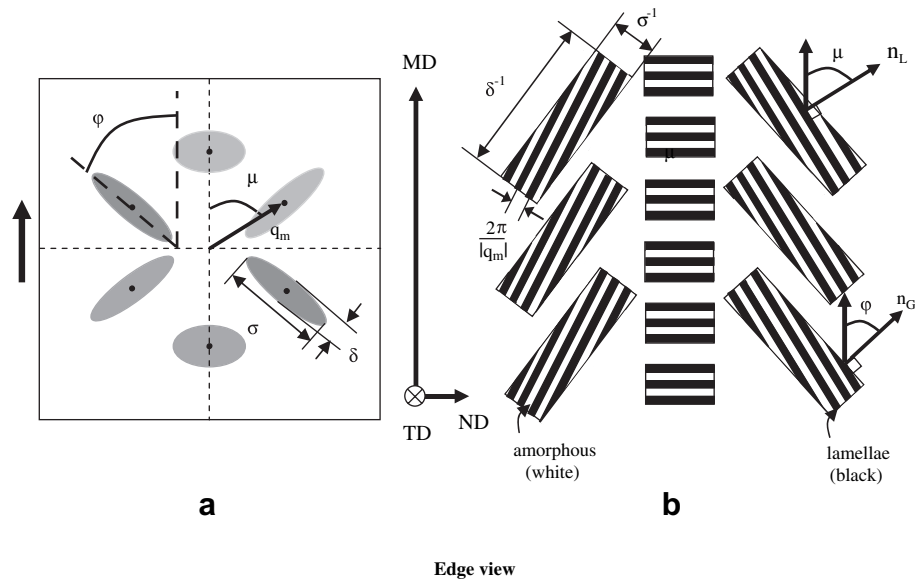 φ
μ
q_m
σ
δ
a
MD
TD
ND
σ^-1
δ^-1
2π
|q_m|
μ
μ
n_L
φ
n_G
amorphous
(white)
lamellae
(black)
b
Edge view